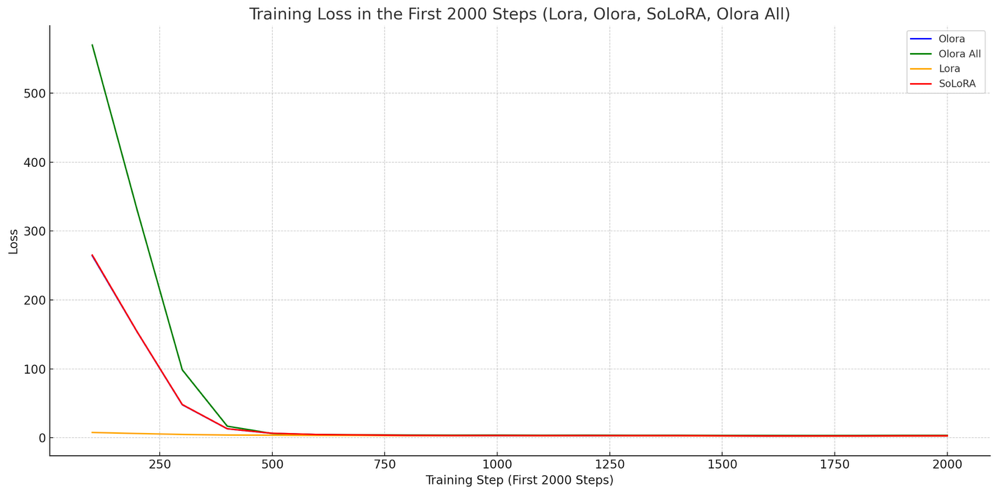 Training Loss in the First 2000 Steps (Lora, Olora, SoLoRA, Olora All)
Olora
Olora All
Lora
SoLoRA
Loss
500
400
300
200
100
0
250
500
750
1000
1250
1500
1750
2000
Training Step (First 2000 Steps)